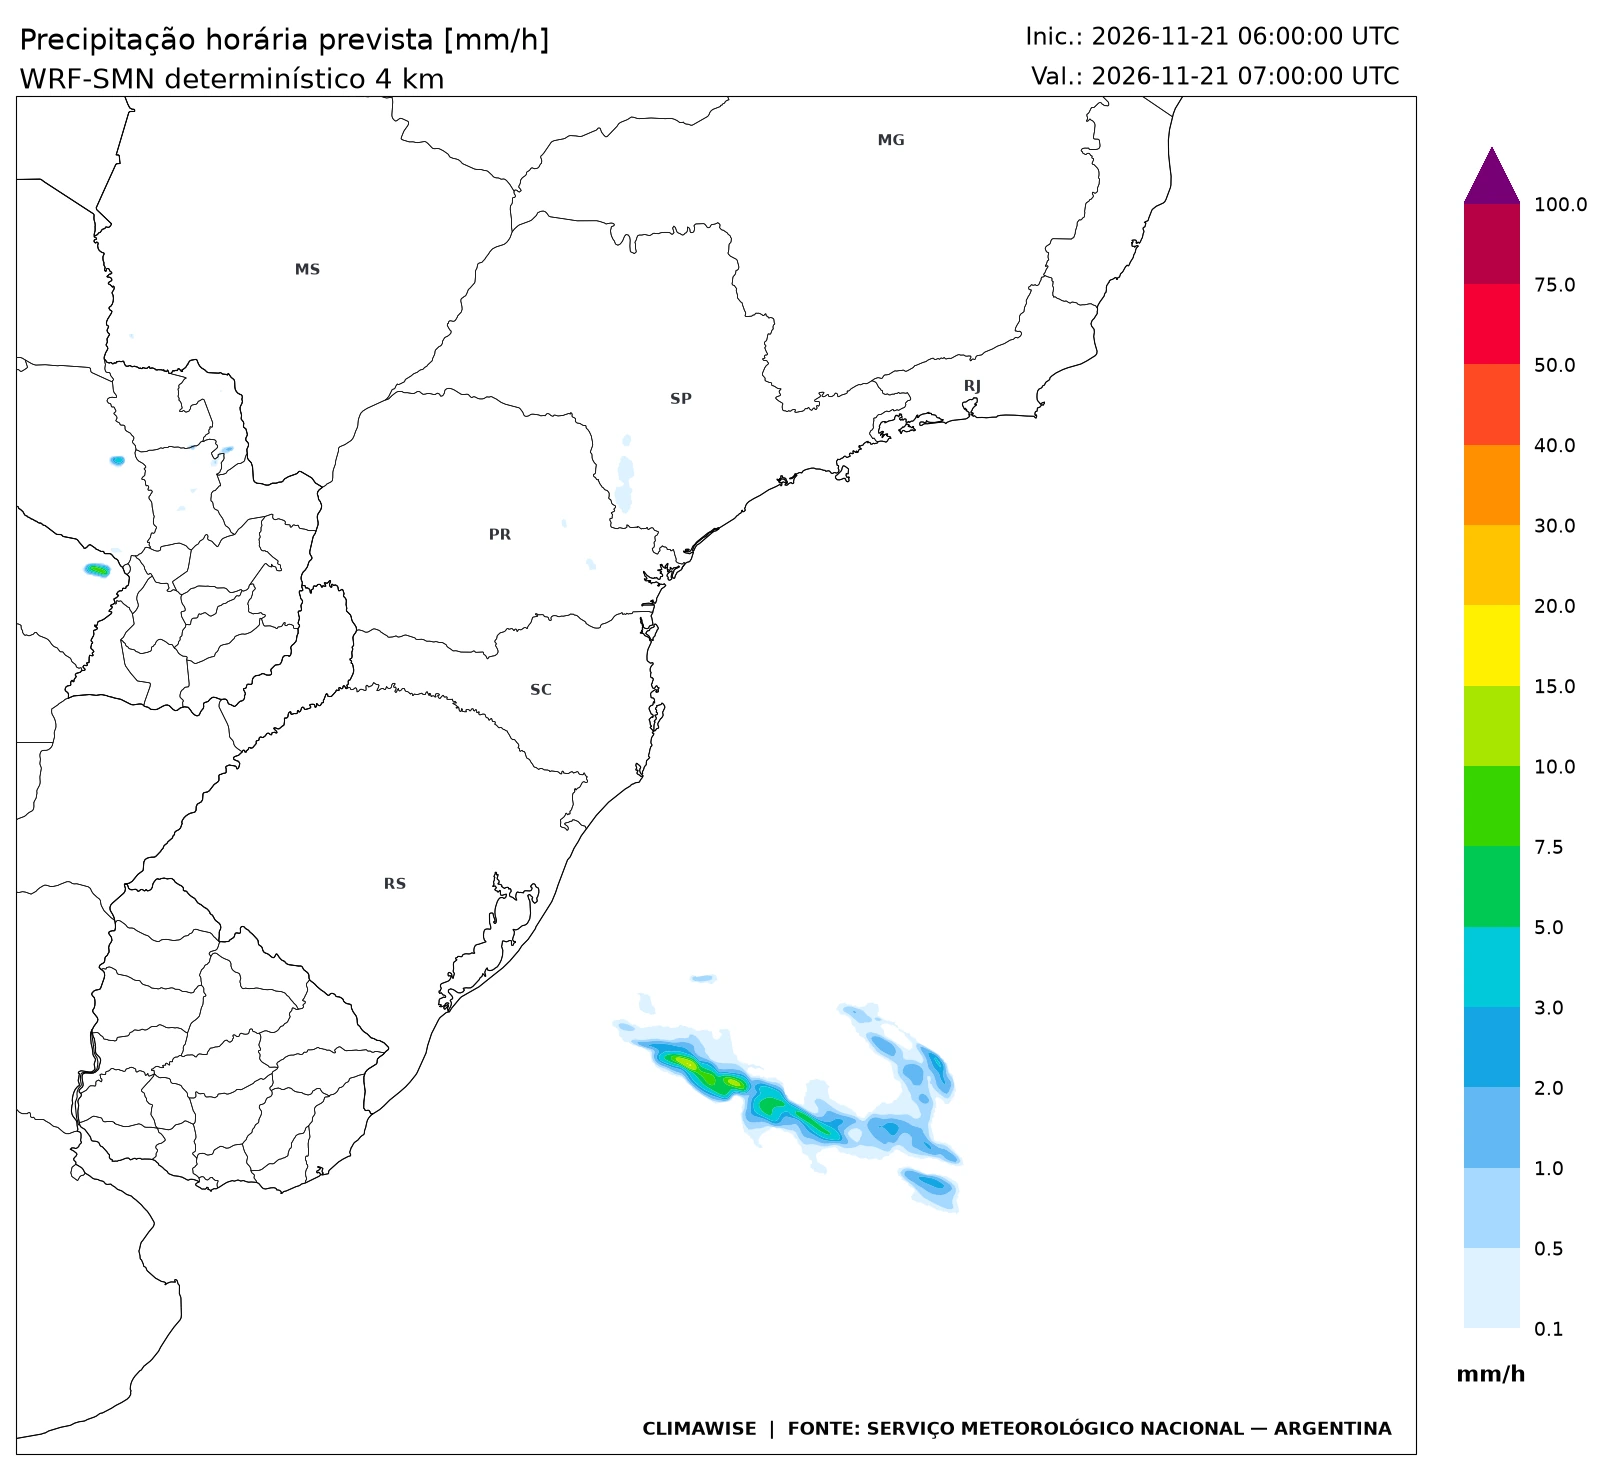 Precipitação horária prevista [mm/h]
WRF-SMN determinístico 4 km
Inic.: 2026-11-21 06:00:00 UTC
Val.: 2026-11-21 07:00:00 UTC
MG
MS
RJ
SP
PR
SC
RS
100.0
75.0
50.0
40.0
30.0
20.0
15.0
10.0
7.5
5.0
3.0
2.0
1.0
0.5
0.1
mm/h
CLIMAWISE | FONTE: SERVIÇO METEOROLÓGICO NACIONAL — ARGENTINA